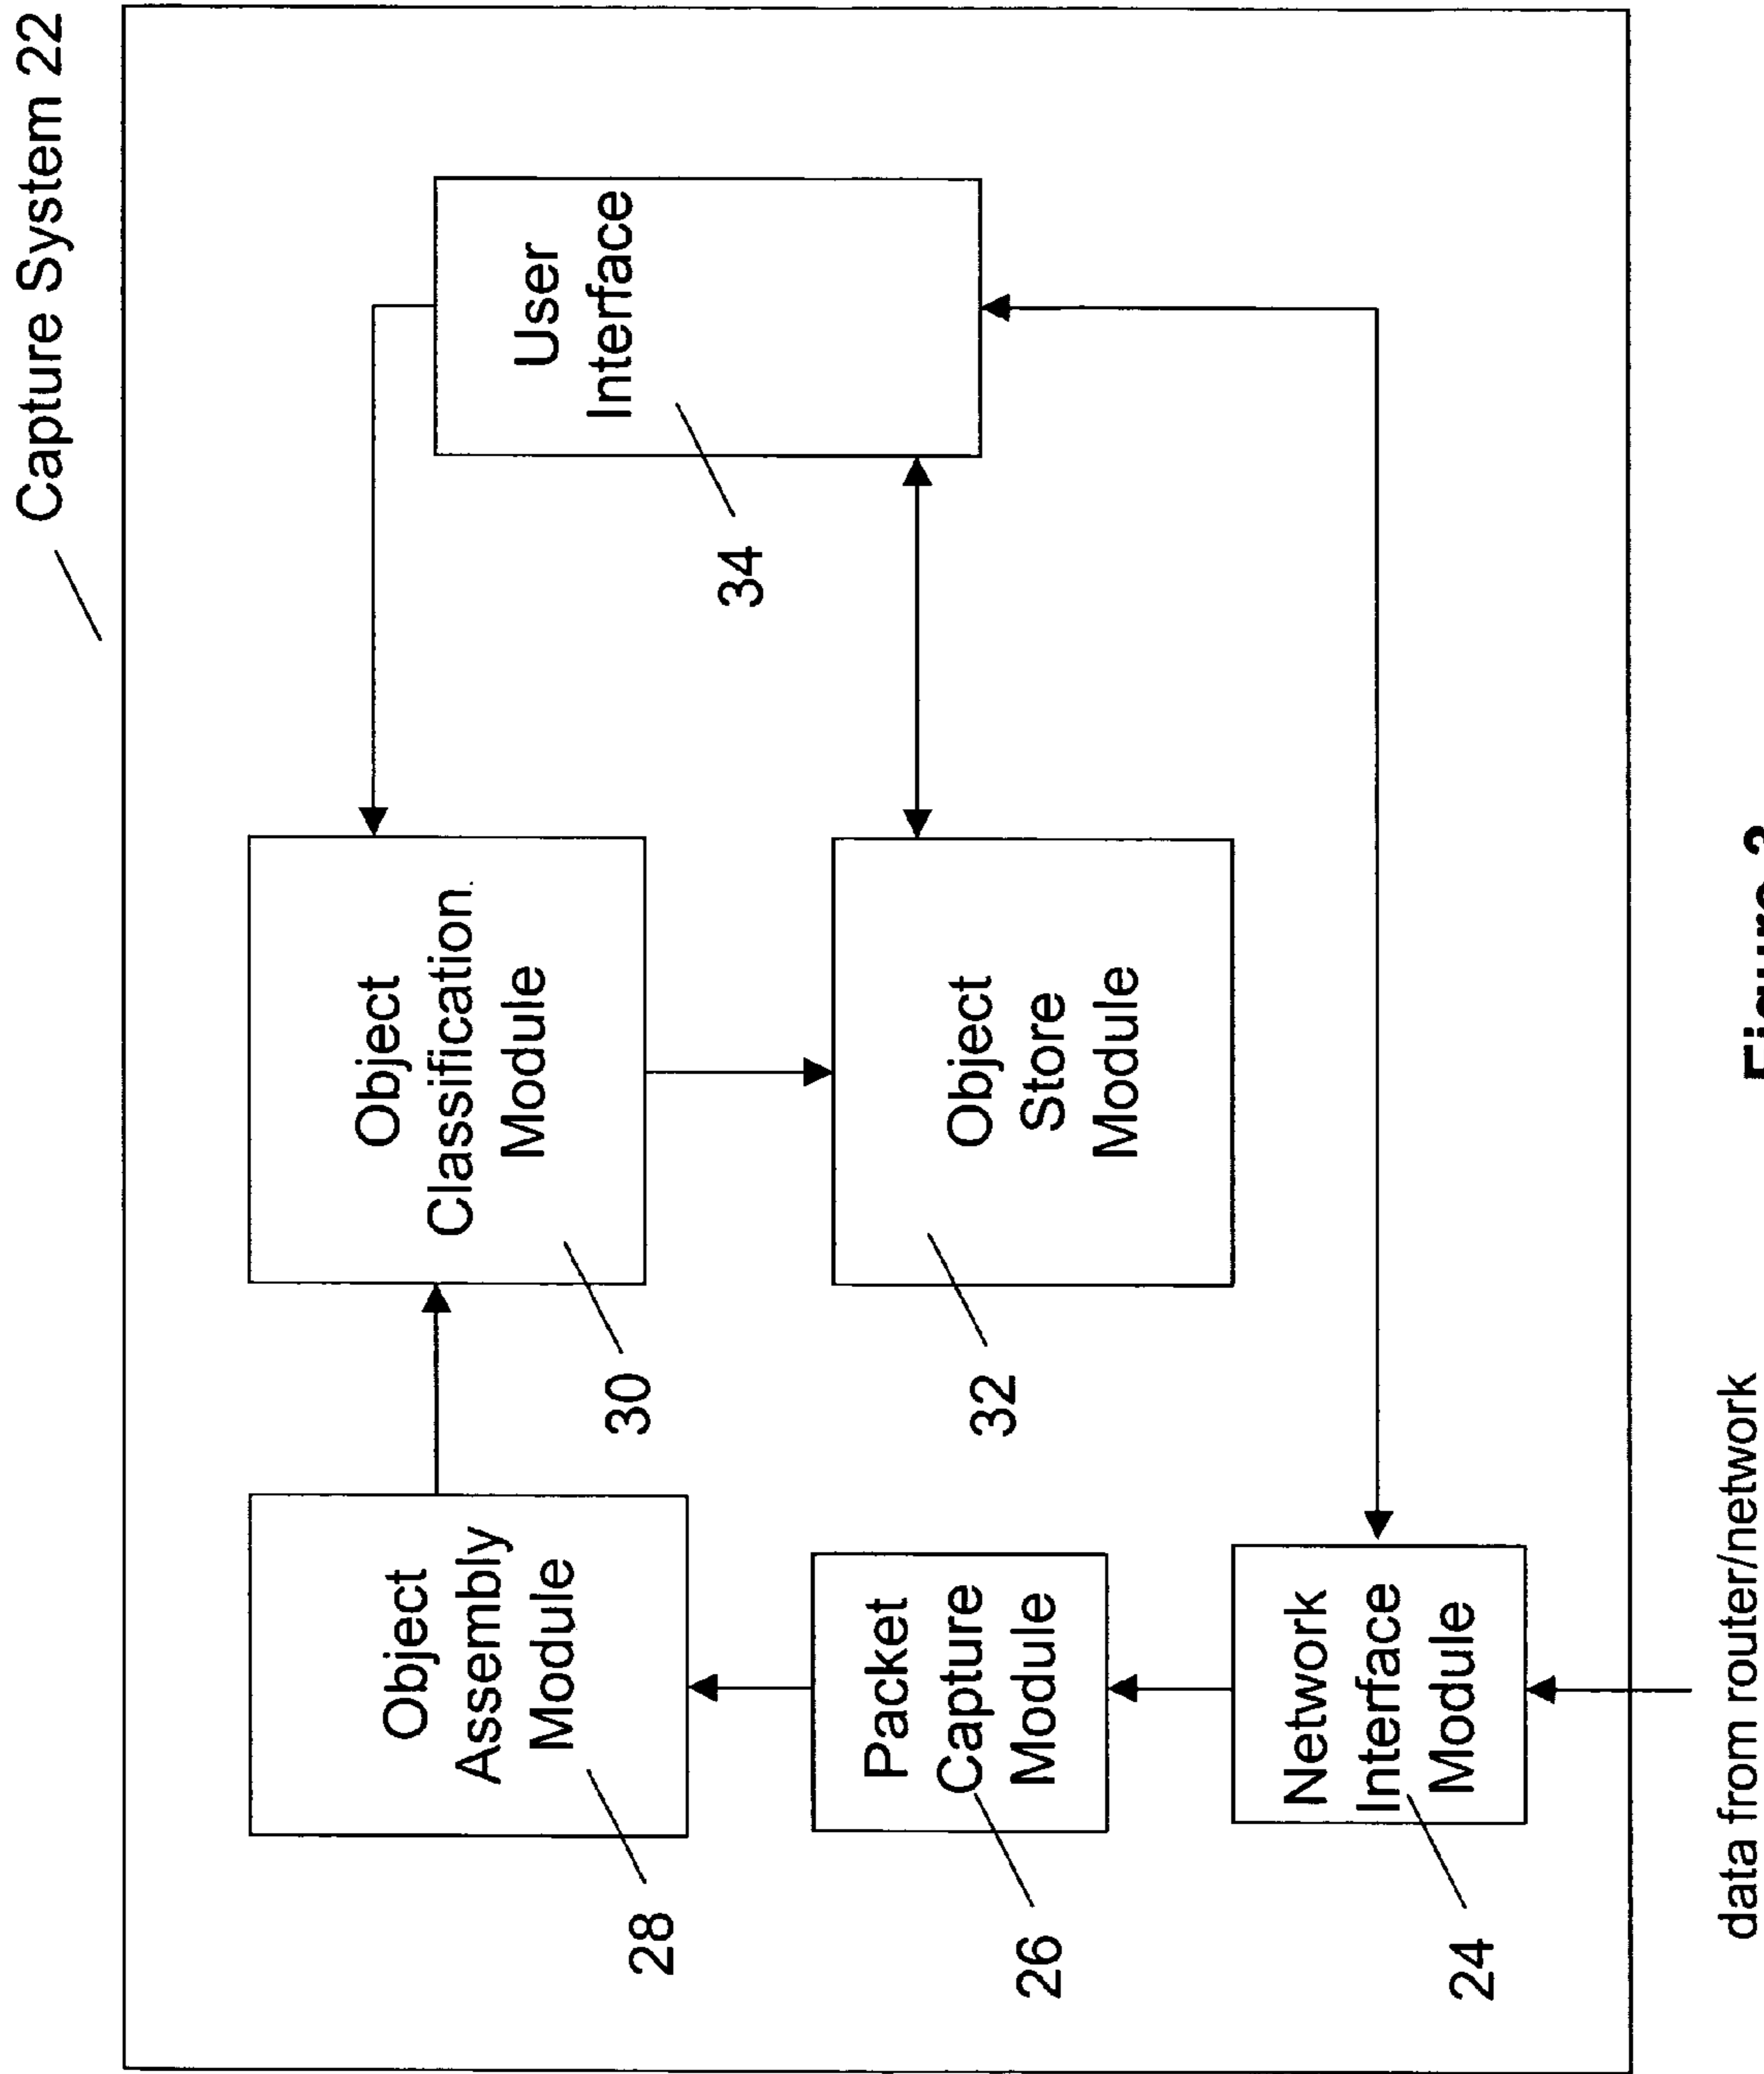 Capture System 22
Object
Assembly
Module
28
Object
Classification
Module
30
User
Interface
34
Packet
Capture
Module
26
Object
Store
Module
32
Network
Interface
Module
24
data from router/network